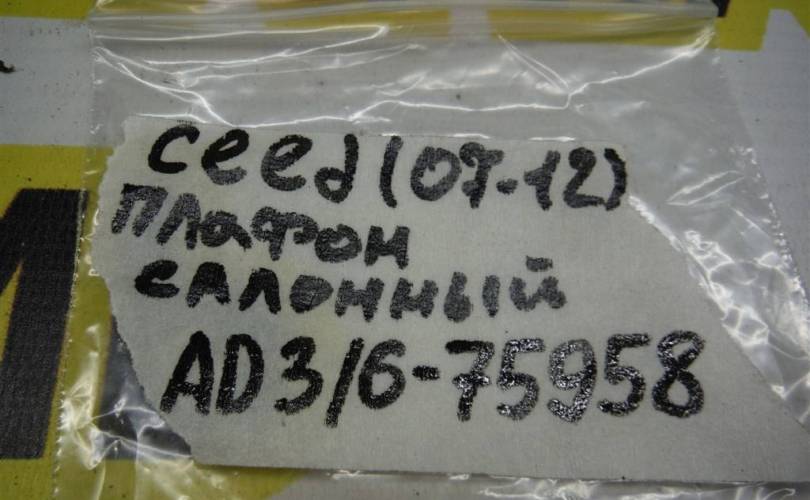 ceed (07-12)
Плафон
салонный
AD3/6-75958